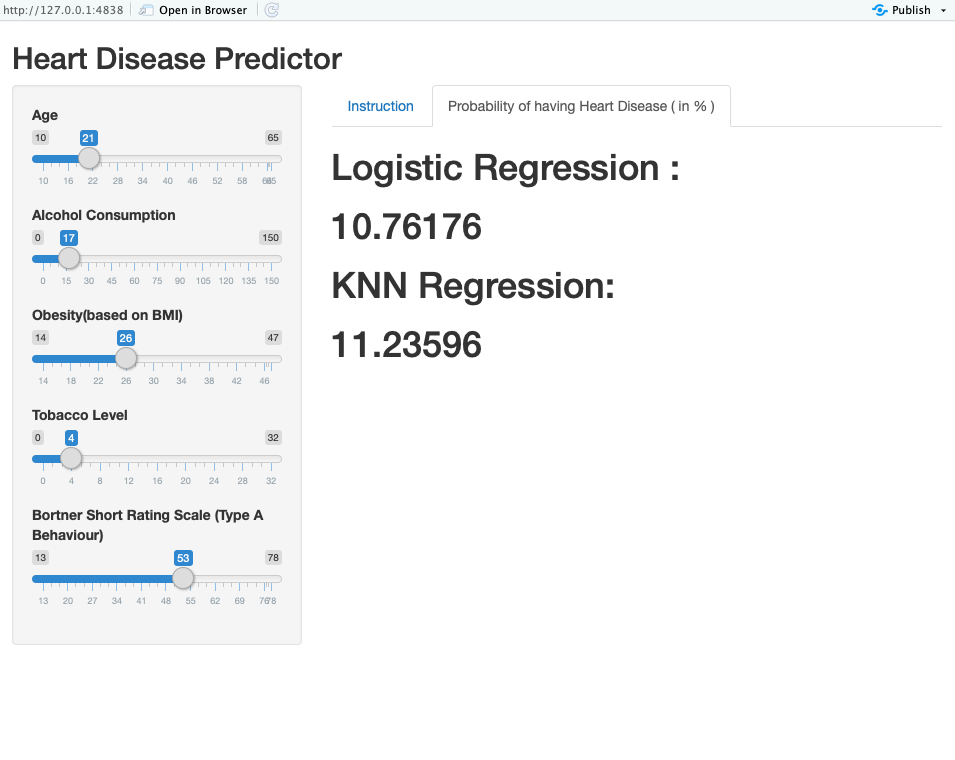 http://127.0.0.1:4838 Open in Browser Publish
Heart Disease Predictor
Age
10 21 65
10 16 22 28 34 40 46 52 58 64 65
Alcohol Consumption
0 17 150
0 15 30 45 60 75 90 105 120 135 150
Obesity(based on BMI)
14 26 47
14 18 22 26 30 34 38 42 46
Tobacco Level
0 4 32
0 4 8 12 16 20 24 28 32
Bortner Short Rating Scale (Type A
Behaviour)
13 53 78
13 20 27 34 41 48 55 62 69 76 78
Instruction Probability of having Heart Disease ( in % )
Logistic Regression :
10.76176
KNN Regression:
11.23596